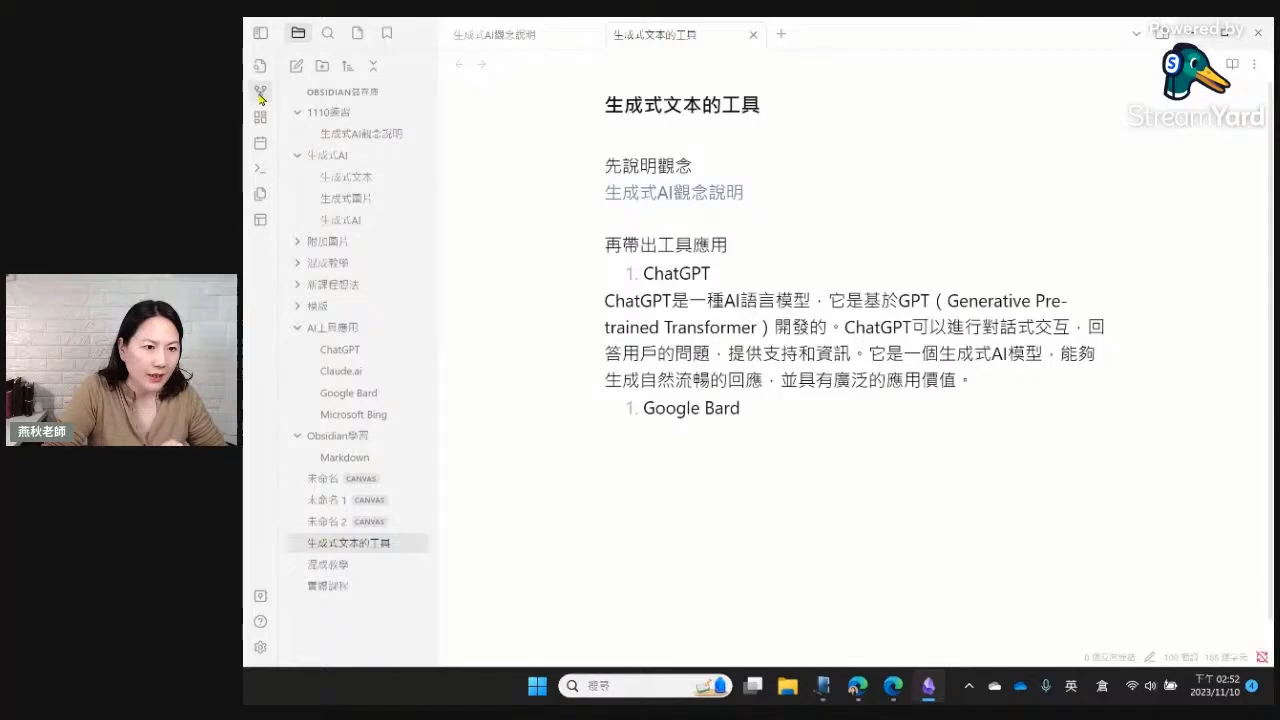 Powered by
StreamYard
生成式AI觀念說明
生成式文本的工具
OBSIDIAN儲存庫
1110練習
生成式AI觀念說明
生成式AI
生成式文本
生成式圖片
生成式AI
附加圖片
混成教學
新課程想法
模版
AI工具應用
ChatGPT
Claude.ai
Google Bard
Microsoft Bing
Obsidian學習
Markdown
未命名 CANVAS
未命名 1 CANVAS
未命名 2 CANVAS
生成式文本的工具
混成教學
實體課程
生成式文本的工具
先說明觀念
生成式AI觀念說明
再帶出工具應用
1. ChatGPT
ChatGPT是一種AI語言模型，它是基於GPT（Generative Pre-
trained Transformer）開發的。ChatGPT可以進行對話式交互，回
答用戶的問題，提供支持和資訊。它是一個生成式AI模型，能夠
生成自然流暢的回應，並具有廣泛的應用價值。
1. Google Bard
燕秋老師
搜尋
英
下午 02:52
2023/11/10
4